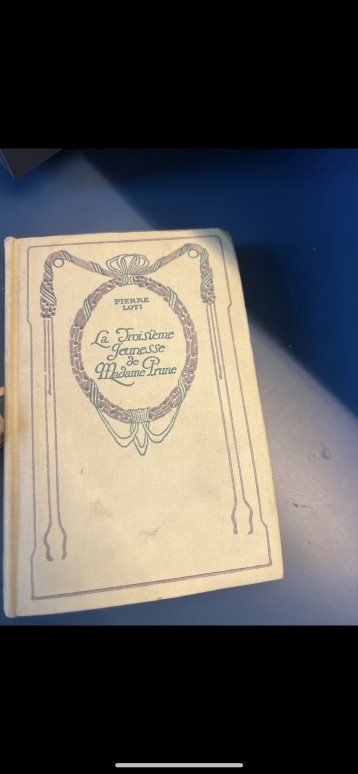 PIERRE
LOTI
La Troisième
Jeunesse
de
Madame Prune